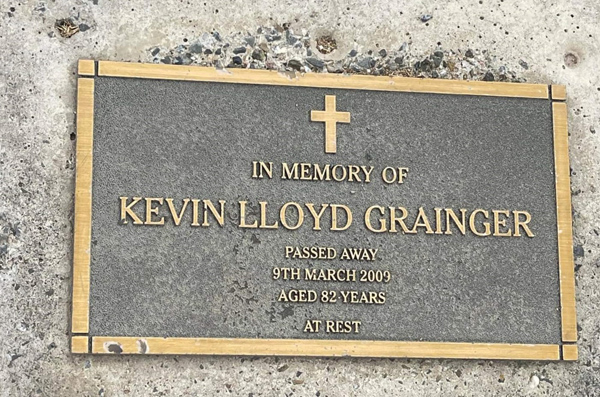 IN MEMORY OF
KEVIN LLOYD GRAINGER
PASSED AWAY
9TH MARCH 2009
AGED 82 YEARS
AT REST